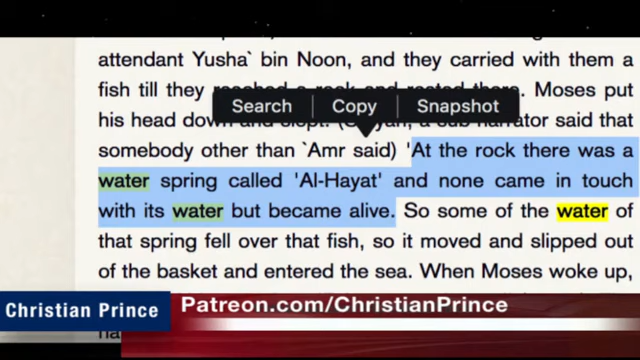 attendant Yusha` bin Noon, and they carried with them a
fish till they reached a rock and rested there. Moses put
his head down and slept. (Sufyan, a sub-narrator said that
Search Copy Snapshot
somebody other than `Amr said) 'At the rock there was a
water spring called 'Al-Hayat' and none came in touch
with its water but became alive. So some of the water of
that spring fell over that fish, so it moved and slipped out
of the basket and entered the sea. When Moses woke up,
Christian Prince
Patreon.com/ChristianPrince